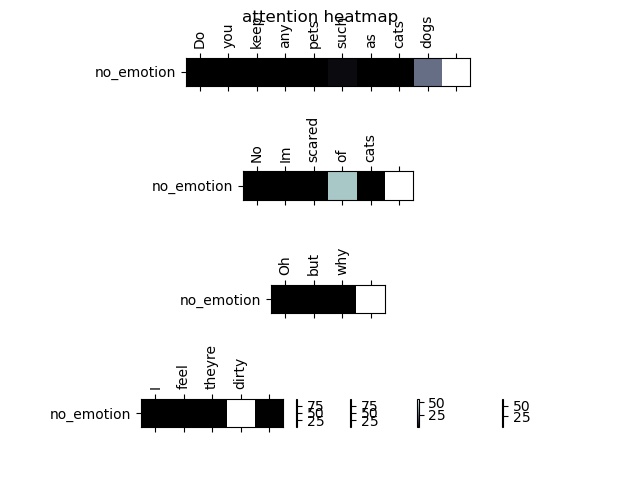 attention heatmap
Do you keep any pets such as cats dogs
no_emotion
No Im scared of cats
no_emotion
Oh but why
no_emotion
I feel theyre dirty
no_emotion
75 75 50 50
50 50 25 25
25 25